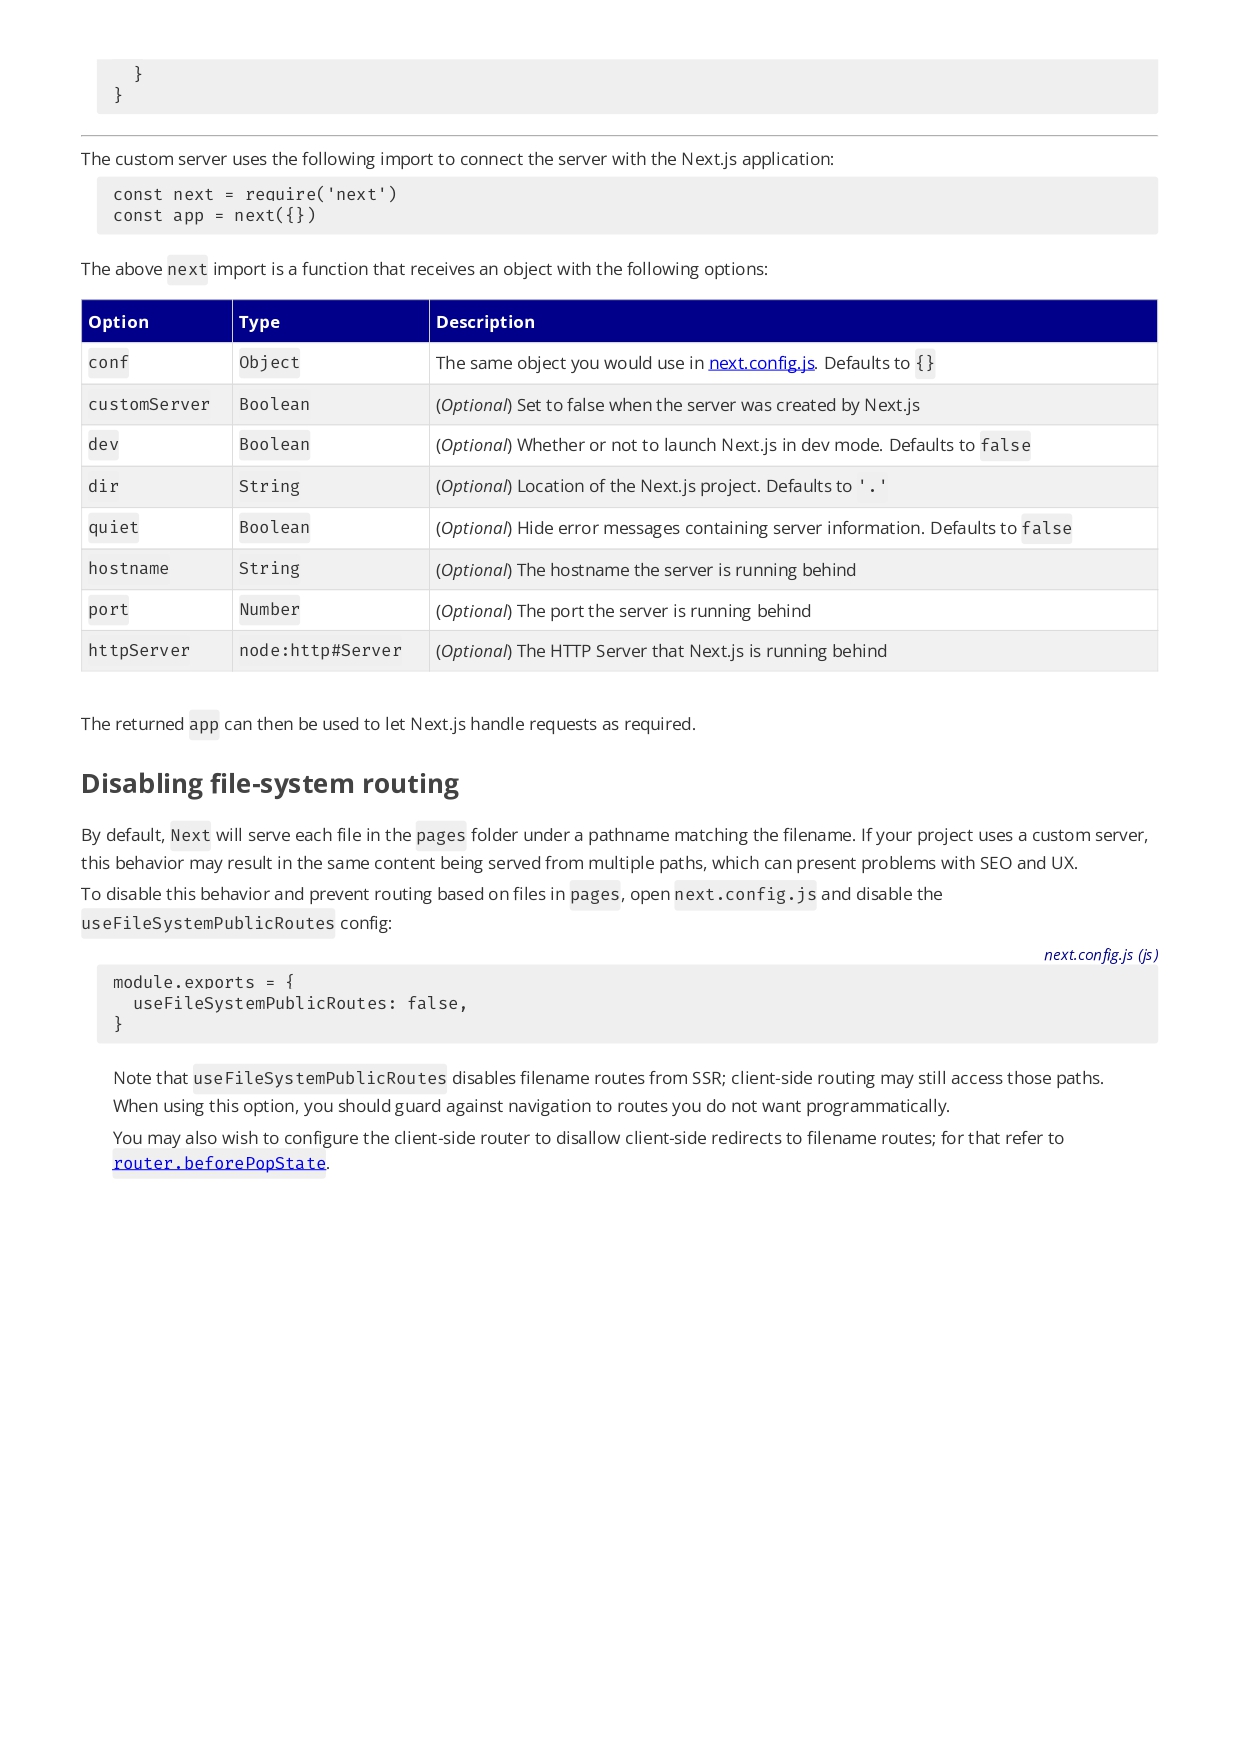 }
}
The custom server uses the following import to connect the server with the Next.js application:
const next = require('next')
const app = next({})
The above next import is a function that receives an object with the following options:
Option Type Description
conf Object The same object you would use in next.config.js. Defaults to {}
customServer Boolean (Optional) Set to false when the server was created by Next.js
dev Boolean (Optional) Whether or not to launch Next.js in dev mode. Defaults to false
dir String (Optional) Location of the Next.js project. Defaults to '.'
quiet Boolean (Optional) Hide error messages containing server information. Defaults to false
hostname String (Optional) The hostname the server is running behind
port Number (Optional) The port the server is running behind
httpServer node:http#Server (Optional) The HTTP Server that Next.js is running behind
The returned app can then be used to let Next.js handle requests as required.
Disabling file-system routing
By default, Next will serve each file in the pages folder under a pathname matching the filename. If your project uses a custom server,
this behavior may result in the same content being served from multiple paths, which can present problems with SEO and UX.
To disable this behavior and prevent routing based on files in pages, open next.config.js and disable the
useFileSystemPublicRoutes config:
next.config.js (js)
module.exports = {
  useFileSystemPublicRoutes: false,
}
Note that useFileSystemPublicRoutes disables filename routes from SSR; client-side routing may still access those paths.
When using this option, you should guard against navigation to routes you do not want programmatically.
You may also wish to configure the client-side router to disallow client-side redirects to filename routes; for that refer to
router.beforePopState.